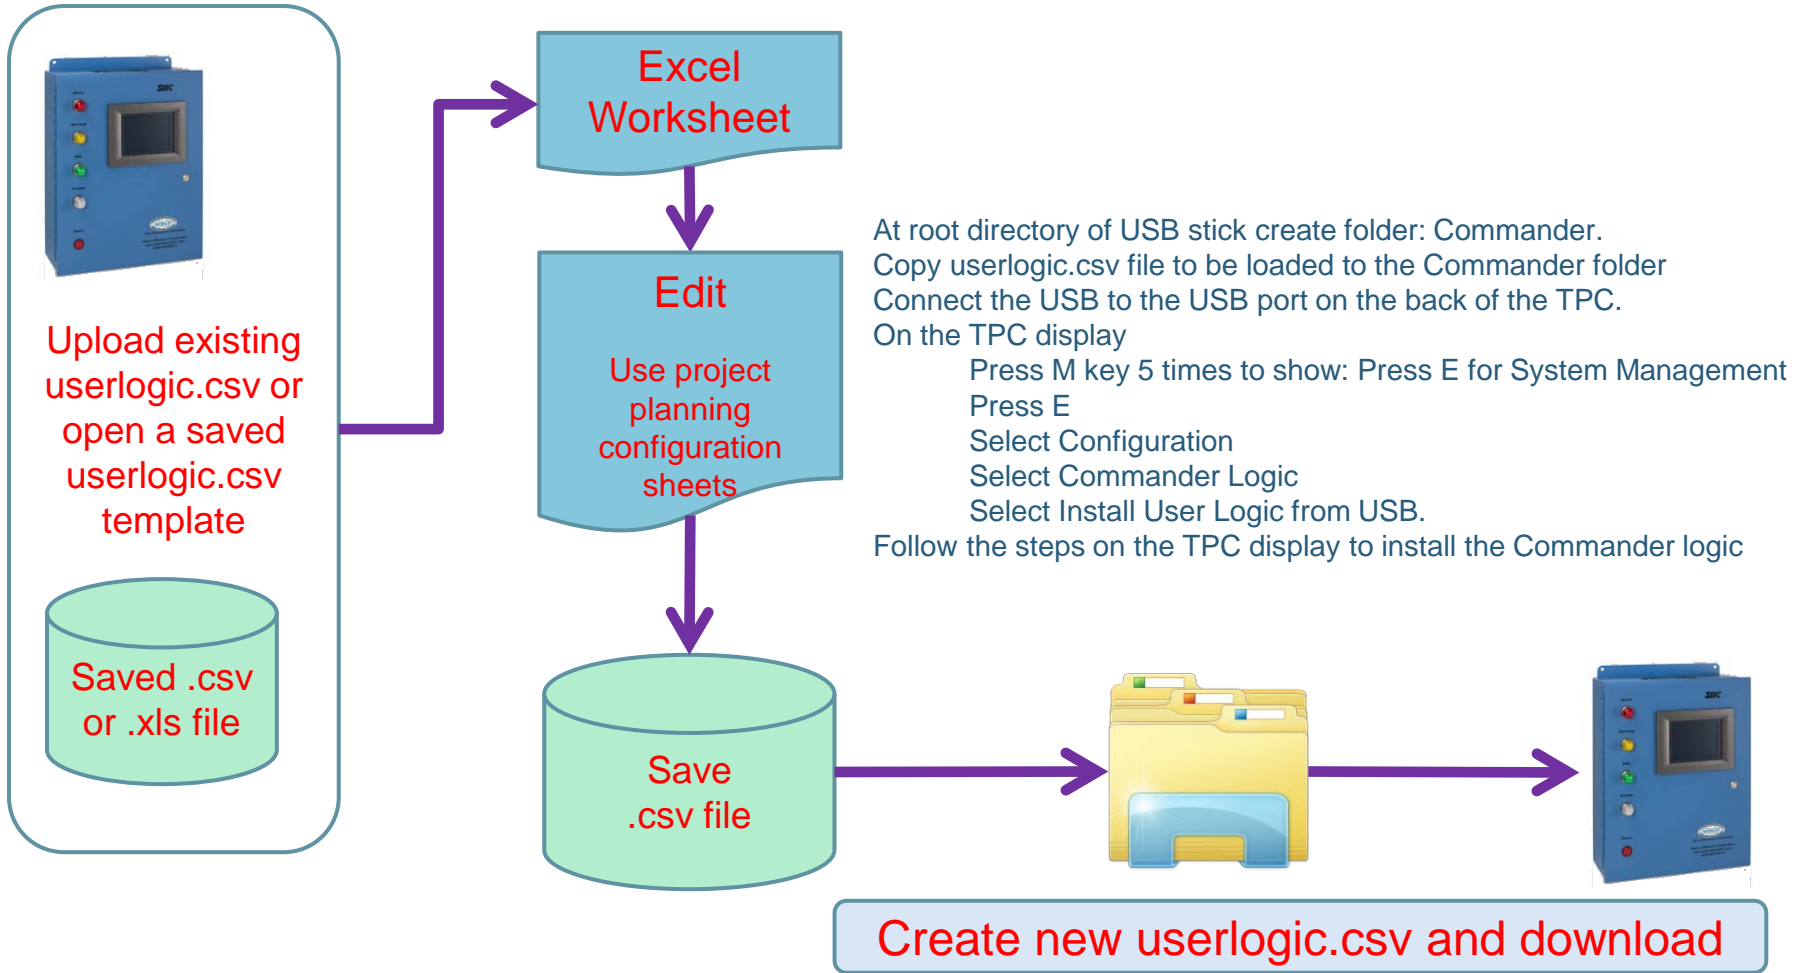 SMC
Upload existing
userlogic.csv or
open a saved
userlogic.csv
template
Saved .csv
or .xls file
Excel
Worksheet
Edit
Use project
planning
configuration
sheets
Save
.csv file
At root directory of USB stick create folder: Commander.
Copy userlogic.csv file to be loaded to the Commander folder
Connect the USB to the USB port on the back of the TPC.
On the TPC display
Press M key 5 times to show: Press E for System Management
Press E
Select Configuration
Select Commander Logic
Select Install User Logic from USB.
Follow the steps on the TPC display to install the Commander logic
SMC
Create new userlogic.csv and download